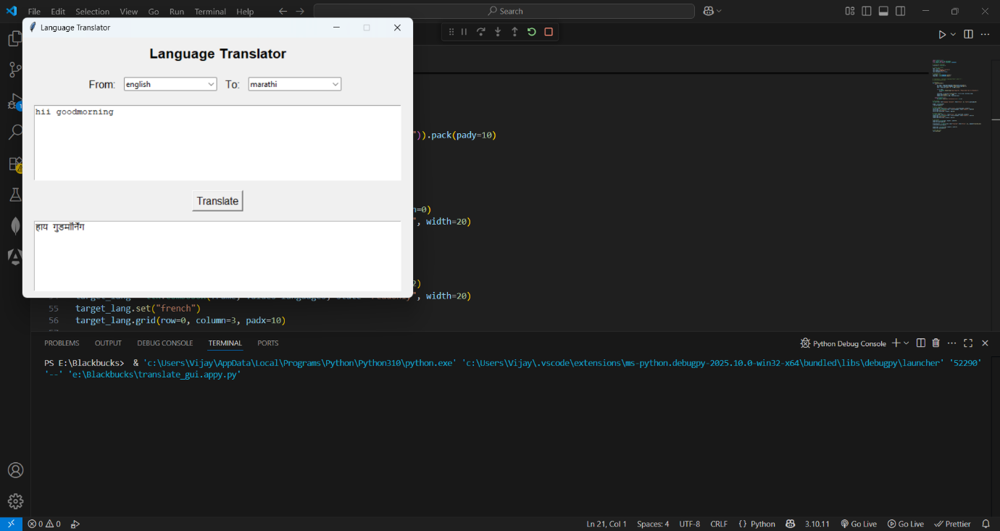 File Edit Selection View Go Run Terminal Help Search
Language Translator
Language Translator
From: english To: marathi
hii goodmorning
")).pack(pady=10)
Translate
=0)
", width=20)
हाय गुडमॉर्निंग
2)
", width=20)
55 target_lang.set("french")
56 target_lang.grid(row=0, column=3, padx=10)
PROBLEMS OUTPUT DEBUG CONSOLE TERMINAL PORTS Python Debug Console
PS E:\Blackbucks> & 'c:\Users\Vijay\AppData\Local\Programs\Python\Python310\python.exe' 'c:\Users\Vijay\.vscode\extensions\ms-python.debugpy-2025.10.0-win32-x64\bundled\libs\debugpy\launcher' '52290'
'--' 'e:\Blackbucks\translate_gui.appy.py'
0 0 Ln 21, Col 1 Spaces: 4 UTF-8 CRLF {} Python 3.10.11 Go Live Go Live Prettier